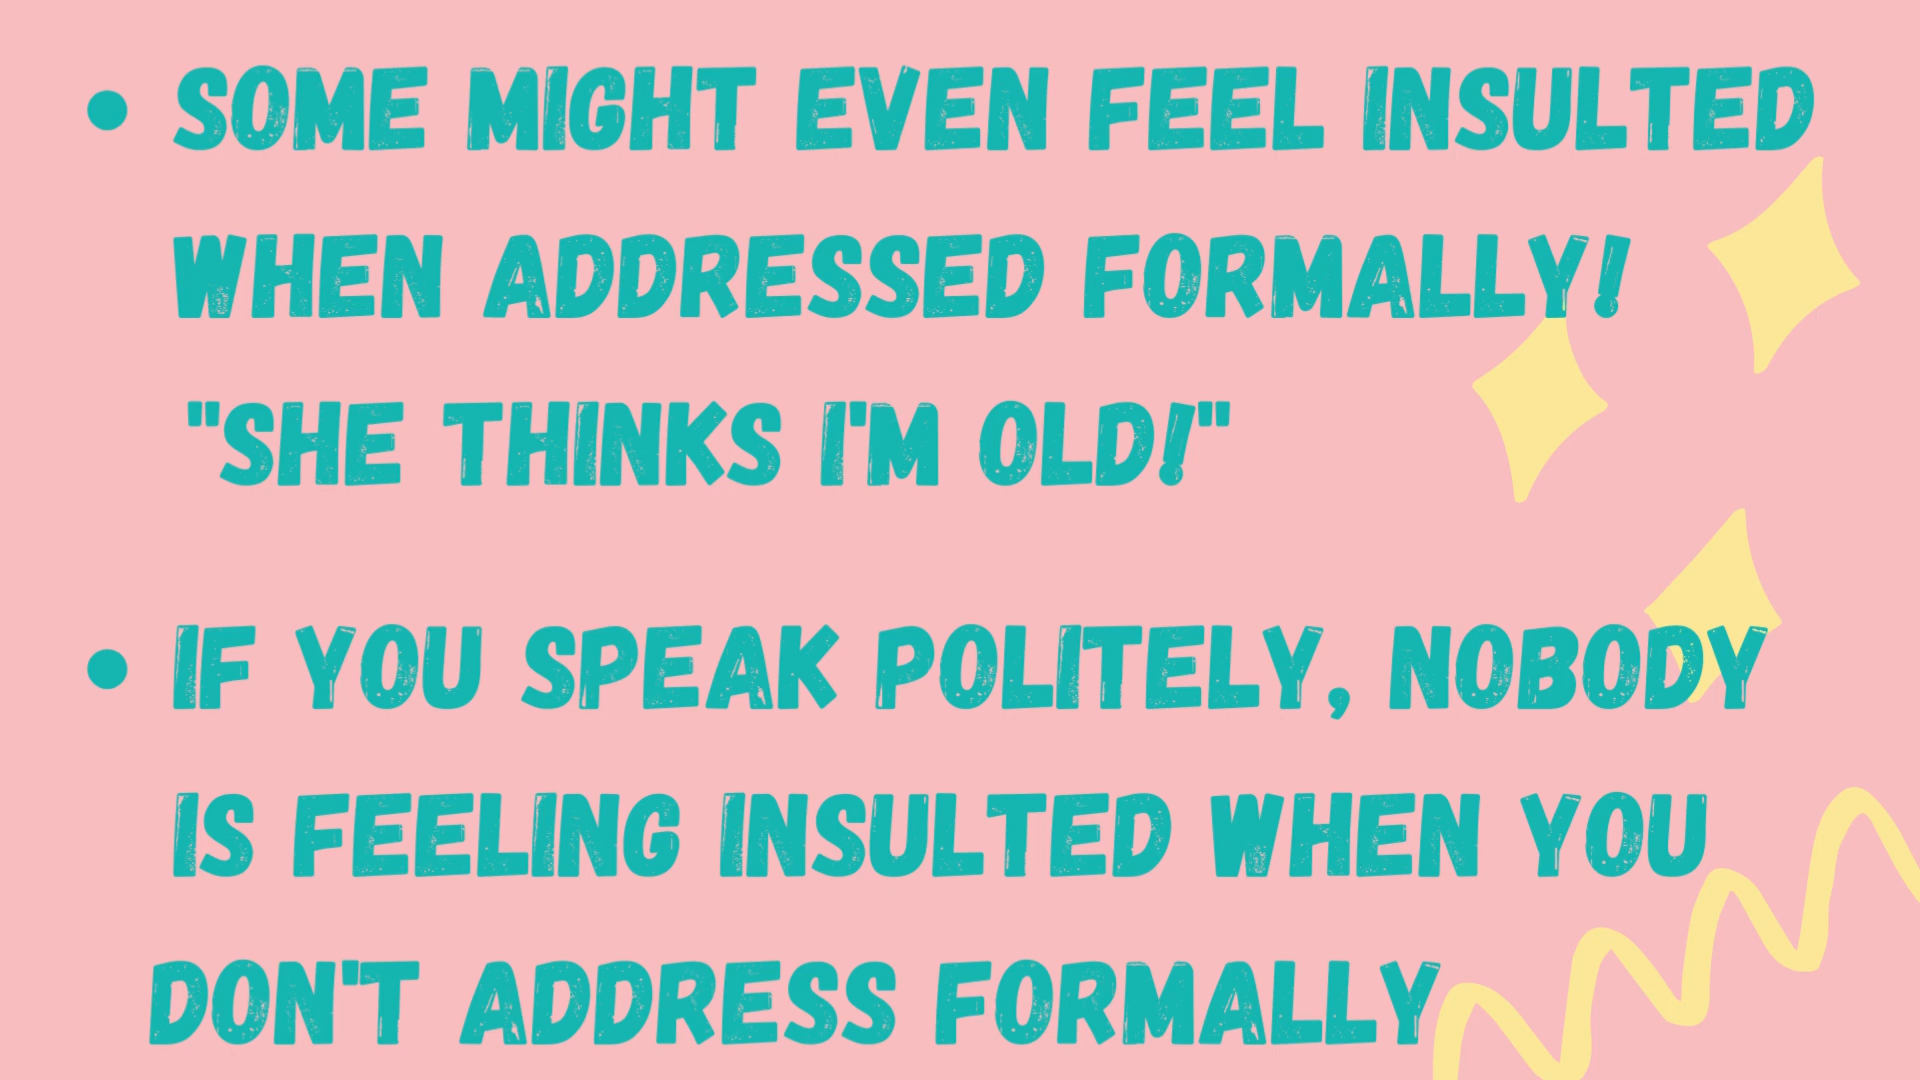 • SOME MIGHT EVEN FEEL INSULTED
WHEN ADDRESSED FORMALLY!
"SHE THINKS I'M OLD!"
• IF YOU SPEAK POLITELY, NOBODY
IS FEELING INSULTED WHEN YOU
DON'T ADDRESS FORMALLY